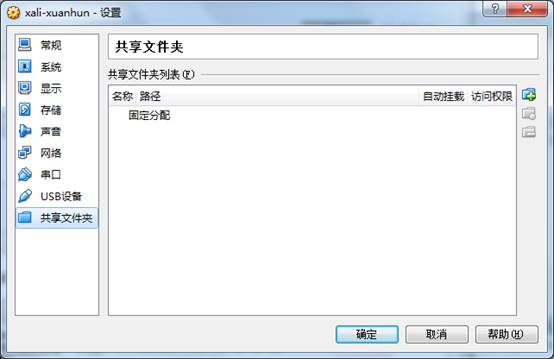 xali-xuanhun - 设置
常规
系统
显示
存储
声音
网络
串口
USB设备
共享文件夹
共享文件夹
共享文件夹列表(F)
名称 路径 自动挂载 访问权限
固定分配
确定 取消 帮助(H)